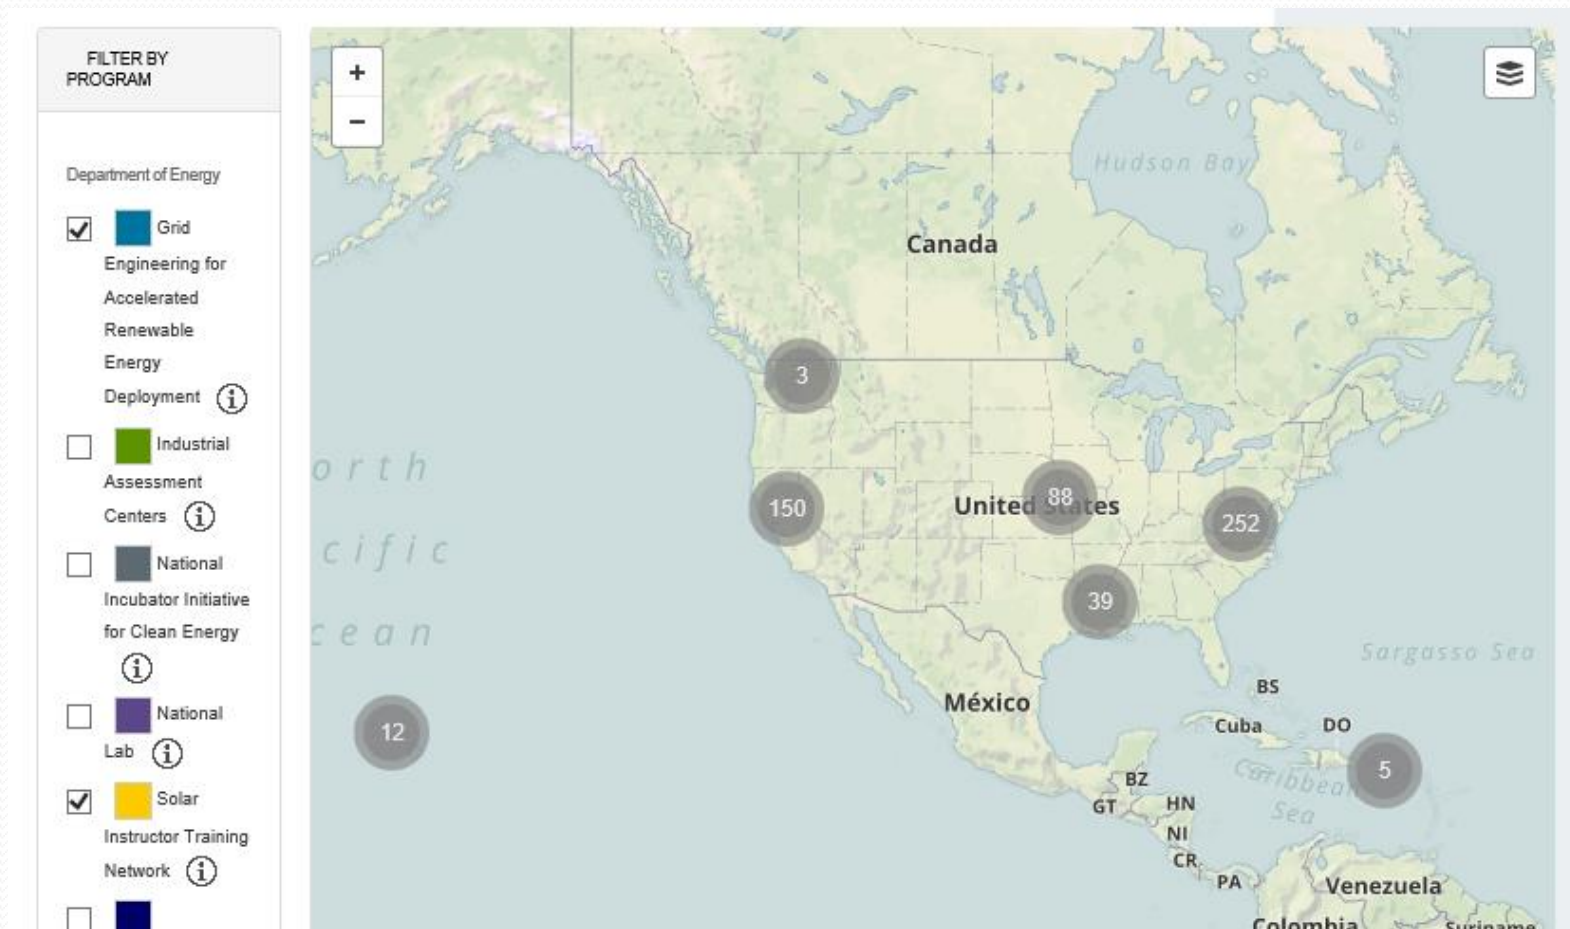 FILTER BY
PROGRAM
Department of Energy
Grid
Engineering for
Accelerated
Renewable
Energy
Deployment
Industrial
Assessment
Centers
National
Incubator Initiative
for Clean Energy
National
Lab
Solar
Instructor Training
Network
+
−
Hudson Bay
Canada
3
orth
150
United States
88
252
cific
39
cean
Sargasso Sea
BS
México
12
Cuba
DO
5
BZ
Caribbean
Sea
GT
HN
NI
CR
PA
Venezuela
Colombia
Suriname